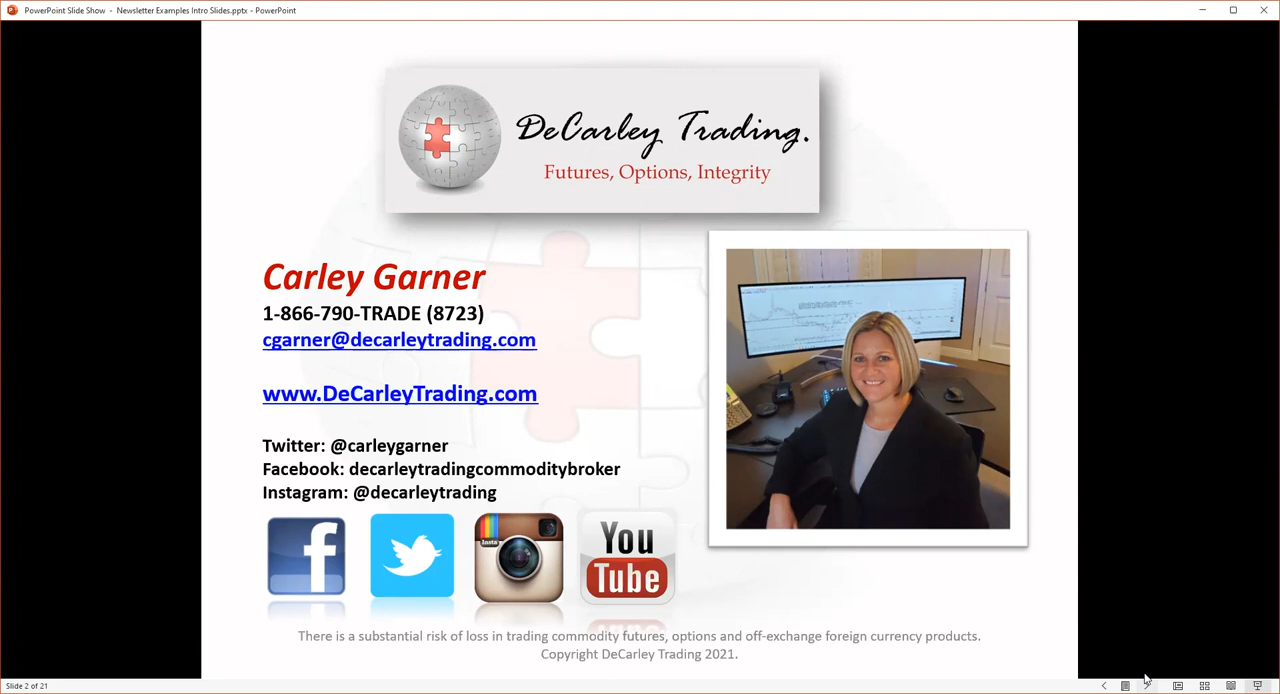 PowerPoint Slide Show - Newsletter Examples Intro Slides.pptx - PowerPoint
DeCarley Trading.
Futures, Options, Integrity
Carley Garner
1-866-790-TRADE (8723)
cgarner@decarleytrading.com
www.DeCarleyTrading.com
Twitter: @carleygarner
Facebook: decarleytradingcommoditybroker
Instagram: @decarleytrading
f
Insta
You
Tube
There is a substantial risk of loss in trading commodity futures, options and off-exchange foreign currency products.
Copyright DeCarley Trading 2021.
Slide 2 of 21